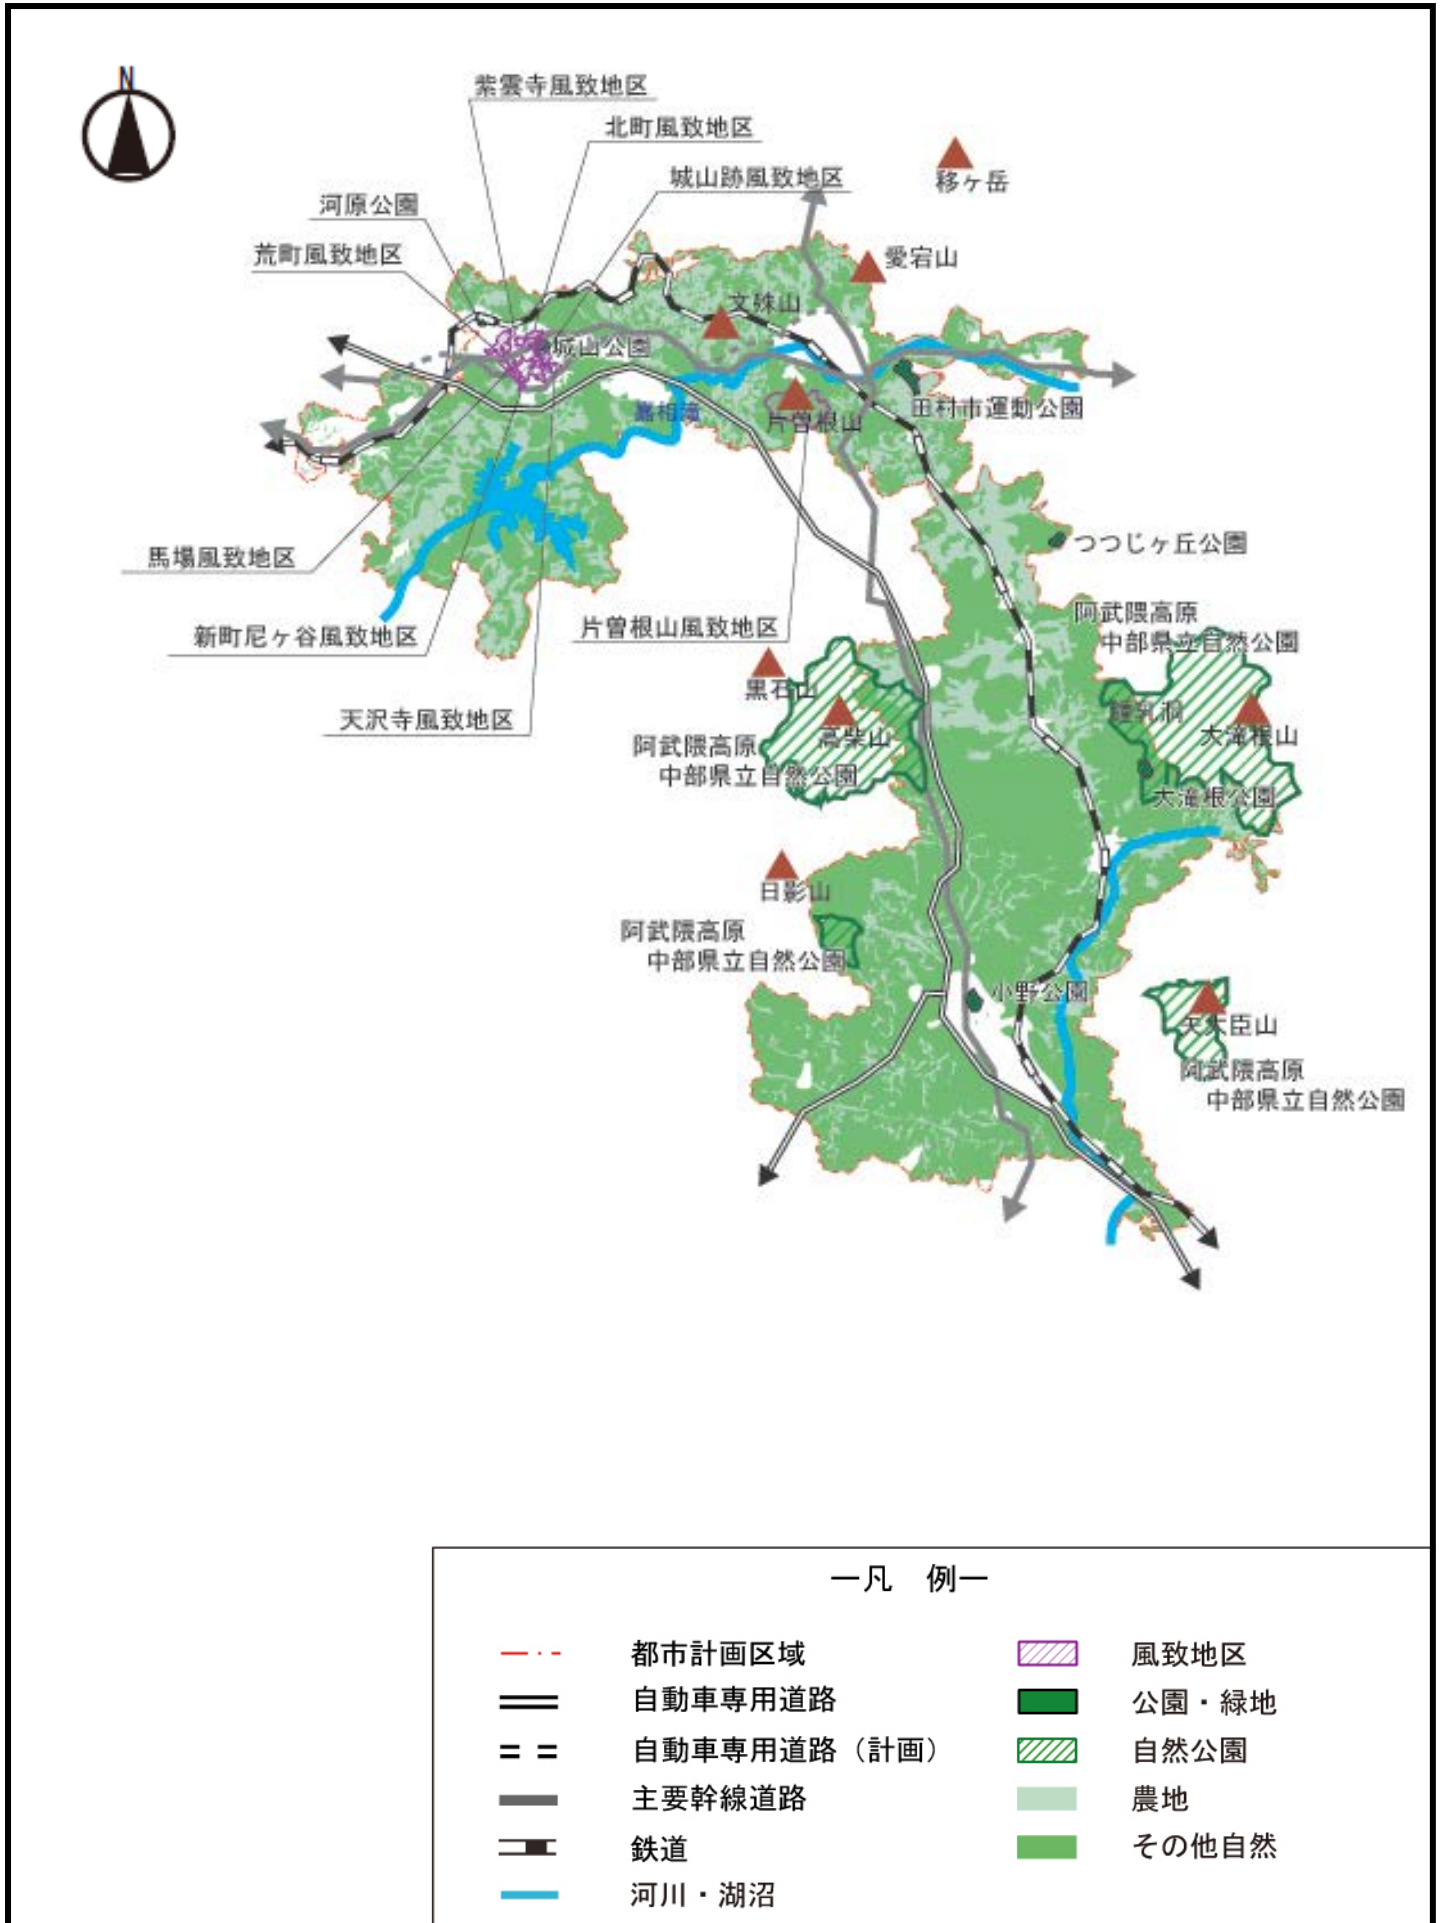 N
紫雲寺風致地区
北町風致地区
城山跡風致地区
移ヶ岳
河原公園
荒町風致地区
愛宕山
文殊山
城山公園
田村市運動公園
片曽根山
つつじヶ丘公園
馬場風致地区
新町尼ヶ谷風致地区
片曽根山風致地区
阿武隈高原
中部県立自然公園
黒石山
鍾乳洞
天沢寺風致地区
高柴山
大滝根山
阿武隈高原
中部県立自然公園
大滝根公園
日影山
阿武隈高原
中部県立自然公園
小野公園
矢大臣山
阿武隈高原
中部県立自然公園
―凡　例―
都市計画区域
自動車専用道路
自動車専用道路（計画）
主要幹線道路
鉄道
河川・湖沼
風致地区
公園・緑地
自然公園
農地
その他自然